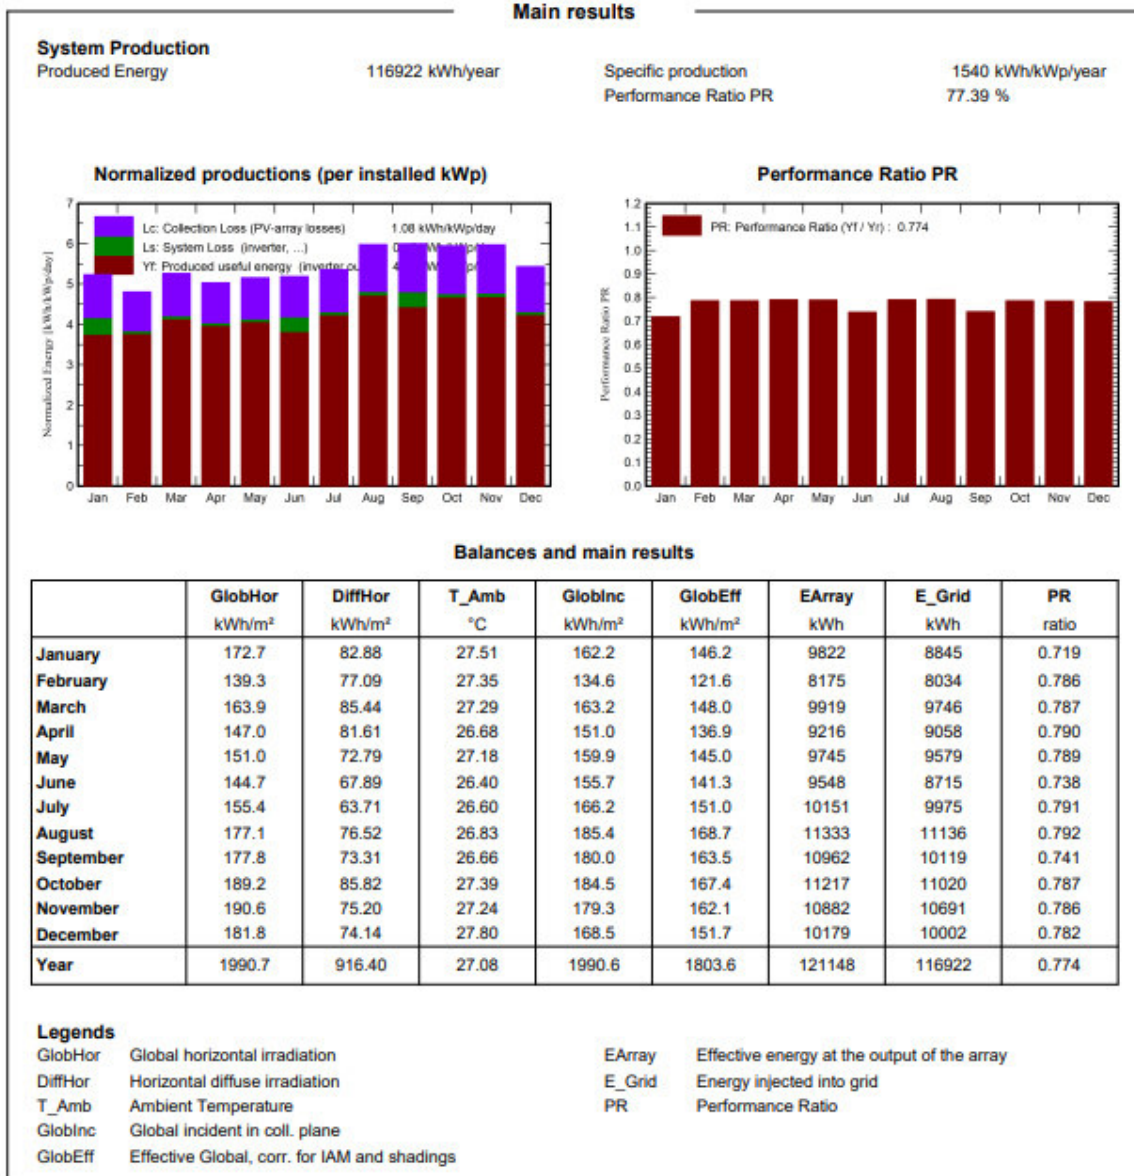 Main results
System Production
Produced Energy 116922 kWh/year Specific production 1540 kWh/kWp/year
Performance Ratio PR 77.39 %
Normalized productions (per installed kWp)
Lc: Collection Loss (PV-array losses) 1.08 kWh/kWp/day
Ls: System Loss (inverter, ...)
Yf: Produced useful energy (inverter
Normalized Energy [kWh/kWp/day]
7
6
5
4
3
2
1
0
Jan Feb Mar Apr May Jun Jul Aug Sep Oct Nov Dec
Performance Ratio PR
PR: Performance Ratio (Yf / Yr) : 0.774
Performance Ratio PR
1.2
1.1
1.0
0.9
0.8
0.7
0.6
0.5
0.4
0.3
0.2
0.1
0.0
Jan Feb Mar Apr May Jun Jul Aug Sep Oct Nov Dec
Balances and main results
GlobHor DiffHor T_Amb GlobInc GlobEff EArray E_Grid PR
kWh/m² kWh/m² °C kWh/m² kWh/m² kWh kWh ratio
January 172.7 82.88 27.51 162.2 146.2 9822 8845 0.719
February 139.3 77.09 27.35 134.6 121.6 8175 8034 0.786
March 163.9 85.44 27.29 163.2 148.0 9919 9746 0.787
April 147.0 81.61 26.68 151.0 136.9 9216 9058 0.790
May 151.0 72.79 27.18 159.9 145.0 9745 9579 0.789
June 144.7 67.89 26.40 155.7 141.3 9548 8715 0.738
July 155.4 63.71 26.60 166.2 151.0 10151 9975 0.791
August 177.1 76.52 26.83 185.4 168.7 11333 11136 0.792
September 177.8 73.31 26.66 180.0 163.5 10962 10119 0.741
October 189.2 85.82 27.39 184.5 167.4 11217 11020 0.787
November 190.6 75.20 27.24 179.3 162.1 10882 10691 0.786
December 181.8 74.14 27.80 168.5 151.7 10179 10002 0.782
Year 1990.7 916.40 27.08 1990.6 1803.6 121148 116922 0.774
Legends
GlobHor Global horizontal irradiation
DiffHor Horizontal diffuse irradiation
T_Amb Ambient Temperature
GlobInc Global incident in coll. plane
GlobEff Effective Global, corr. for IAM and shadings
EArray Effective energy at the output of the array
E_Grid Energy injected into grid
PR Performance Ratio